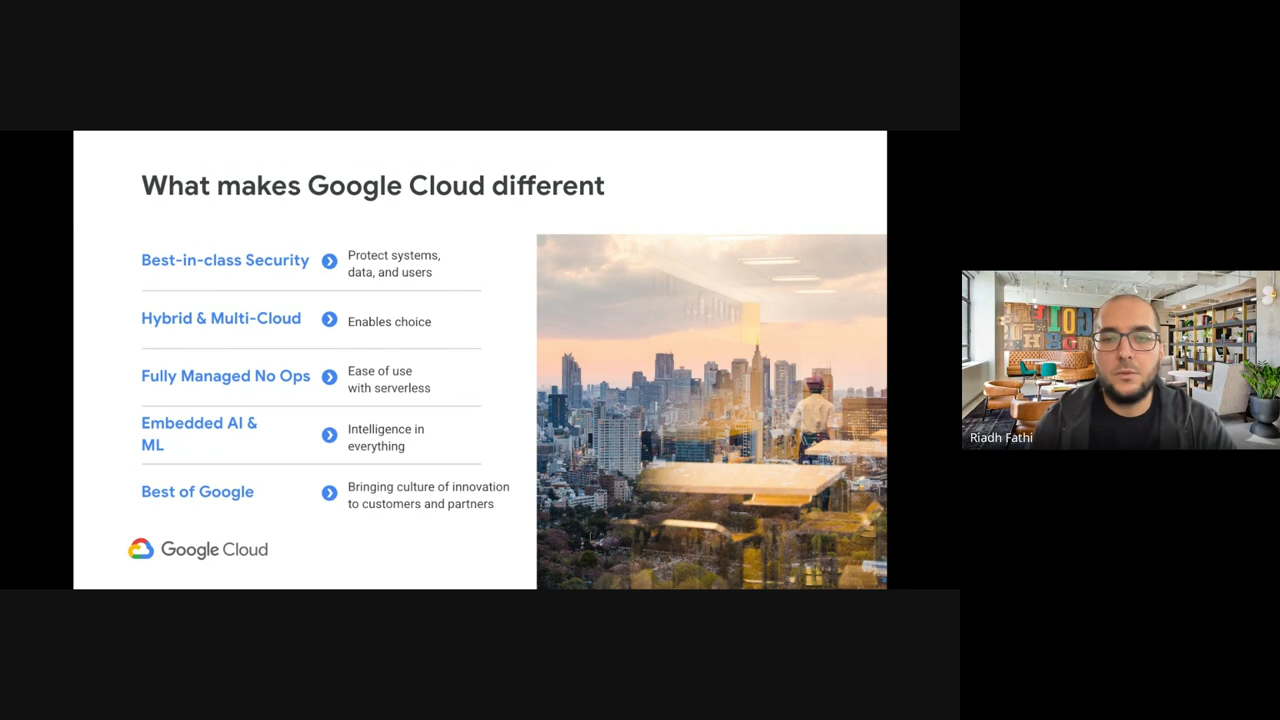 What makes Google Cloud different
Best-in-class Security
Protect systems,
data, and users
Hybrid & Multi-Cloud
Enables choice
Fully Managed No Ops
Ease of use
with serverless
Embedded AI &
ML
Intelligence in
everything
Best of Google
Bringing culture of innovation
to customers and partners
Google Cloud
Riadh Fathi